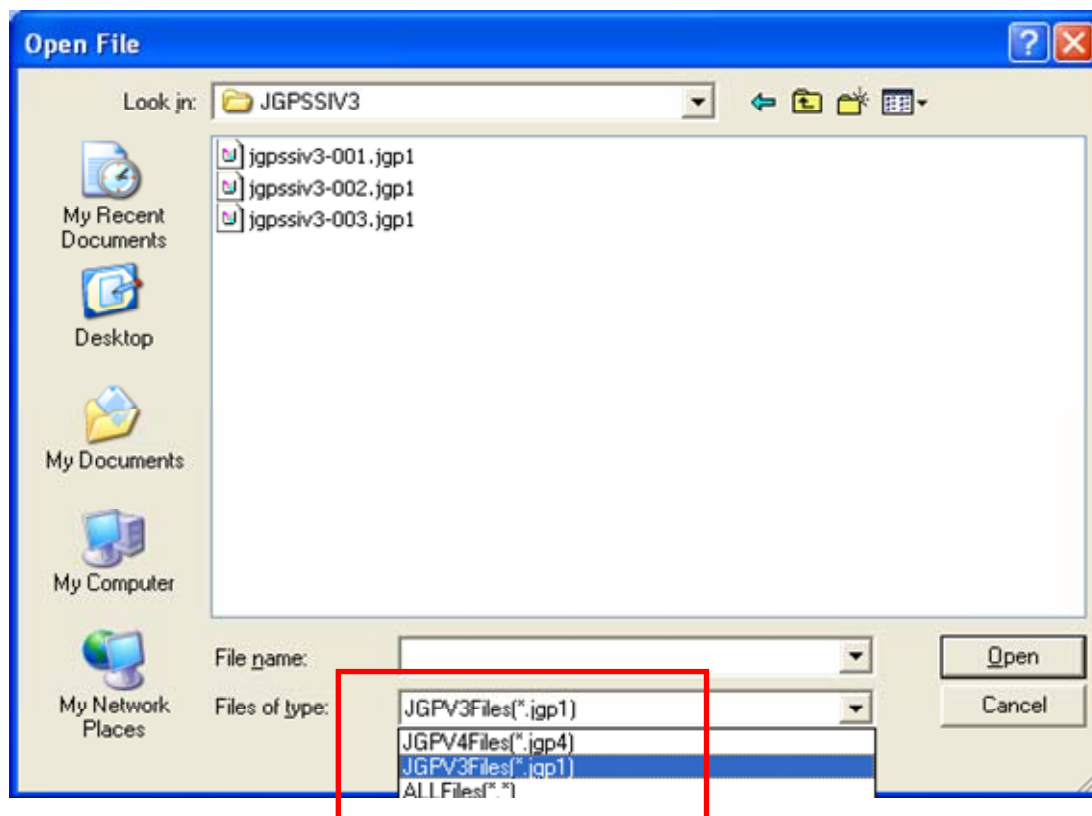 Open File
Look in: JGPSSIV3
jgpssiv3-001.jgp1
jgpssiv3-002.jgp1
jgpssiv3-003.jgp1
My Recent
Documents
Desktop
My Documents
My Computer
My Network
Places
File name:
Open
Files of type: JGPV3Files(*.jgp1)
Cancel
JGPV4Files(*.jgp4)
JGPV3Files(*.jgp1)
ALLFiles(*.*)